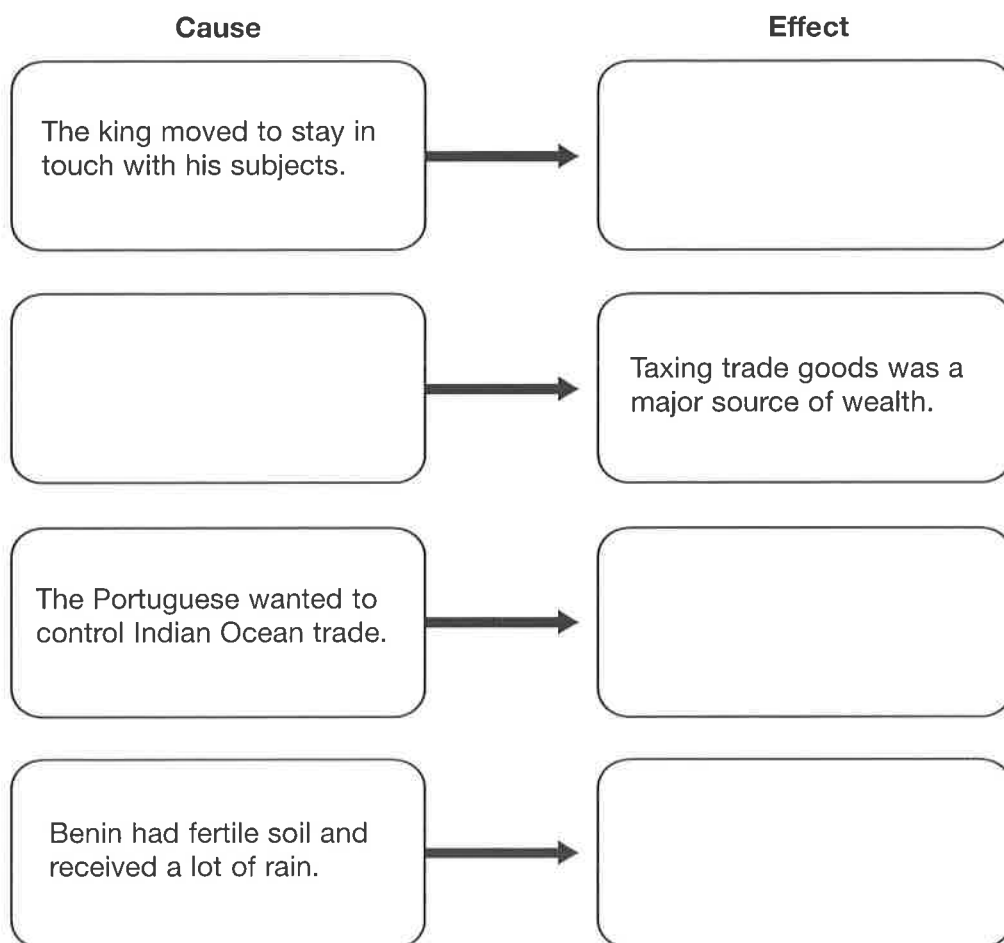 Cause
Effect
The king moved to stay in
touch with his subjects.
Taxing trade goods was a
major source of wealth.
The Portuguese wanted to
control Indian Ocean trade.
Benin had fertile soil and
received a lot of rain.